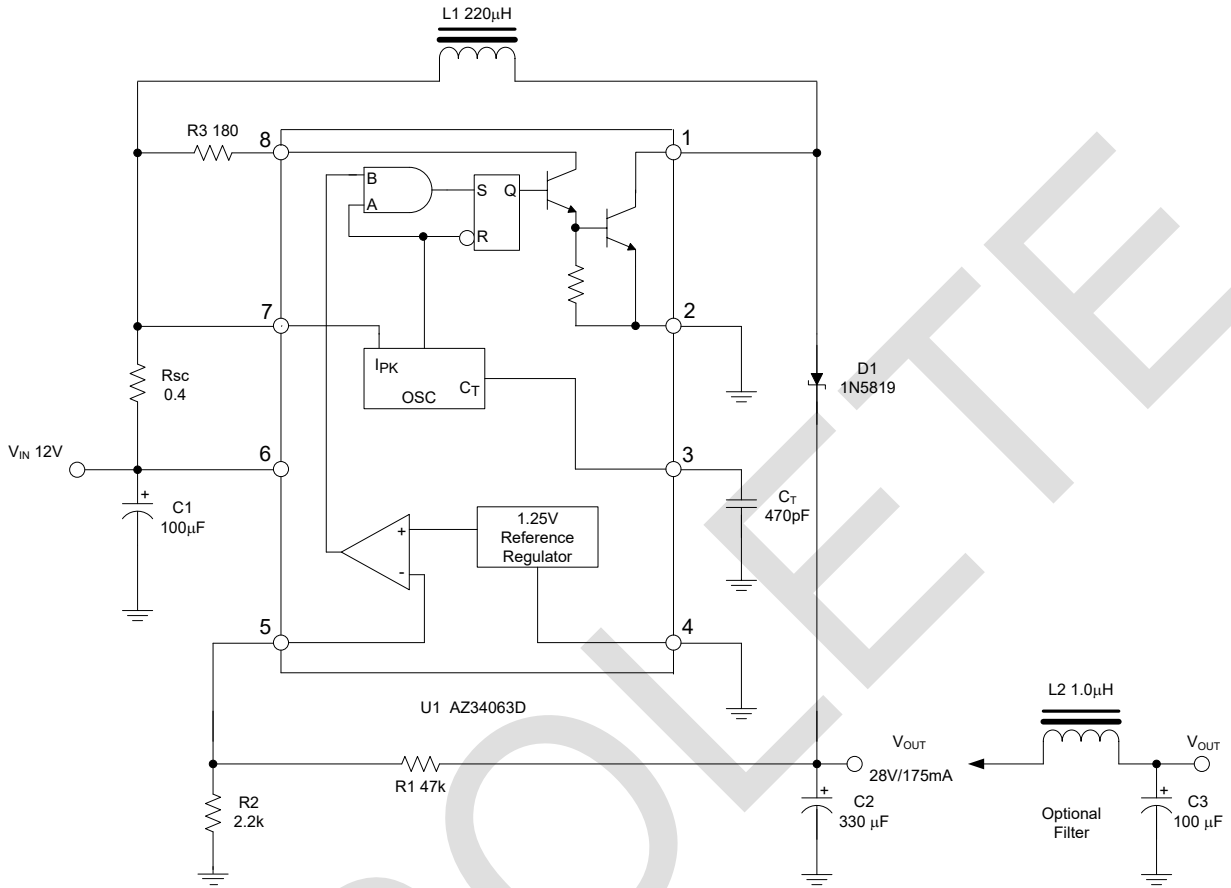 L1 220µH
R3 180
8
1
B
A
S
Q
R
7
2
IPK
OSC
CT
Rsc
0.4
D1
1N5819
VIN 12V
6
3
C1
100µF
+
CT
470pF
1.25V
Reference
Regulator
+
-
5
4
U1 AZ34063D
L2 1.0µH
VOUT
28V/175mA
VOUT
R1 47k
R2
2.2k
+
C2
330 µF
Optional
Filter
+
C3
100 µF
OBSOLETE